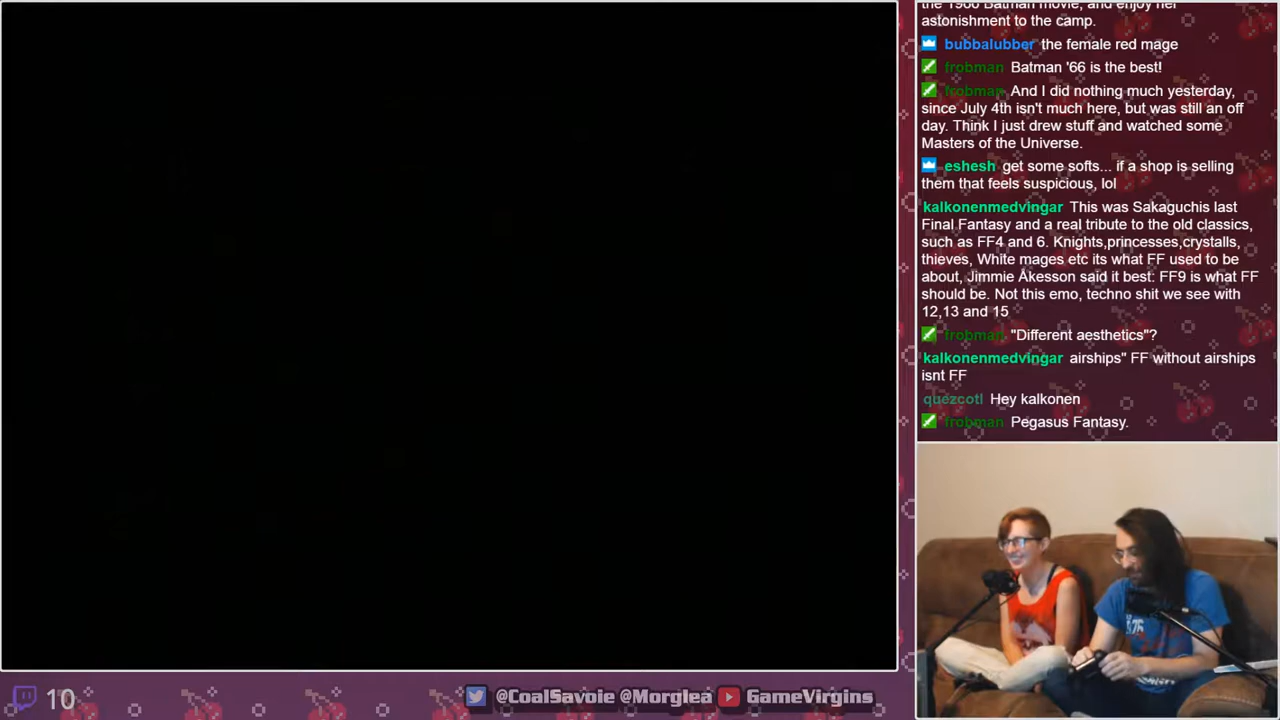 the 1966 Batman movie, and enjoy her
astonishment to the camp.
bubbalubber the female red mage
frobman Batman '66 is the best!
frobman And I did nothing much yesterday,
since July 4th isn't much here, but was still an off
day. Think I just drew stuff and watched some
Masters of the Universe.
eshesh get some softs... if a shop is selling
them that feels suspicious, lol
kalkonenmedvingar This was Sakaguchis last
Final Fantasy and a real tribute to the old classics,
such as FF4 and 6. Knights,princesses,crystalls,
thieves, White mages etc its what FF used to be
about, Jimmie Åkesson said it best: FF9 is what FF
should be. Not this emo, techno shit we see with
12,13 and 15
frobman "Different aesthetics"?
kalkonenmedvingar airships" FF without airships
isnt FF
quezcotl Hey kalkonen
frobman Pegasus Fantasy.
10
@CoalSavoie @Morglea GameVirgins